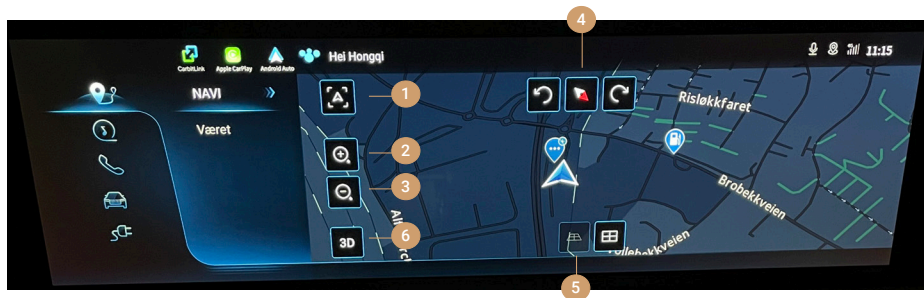 4
CarbitLink
Apple CarPlay
Android Auto
Hei Hongqi
11:15
NAVI
Været
1
2
3
6
3D
5
Risløkkfaret
Brobekkveien